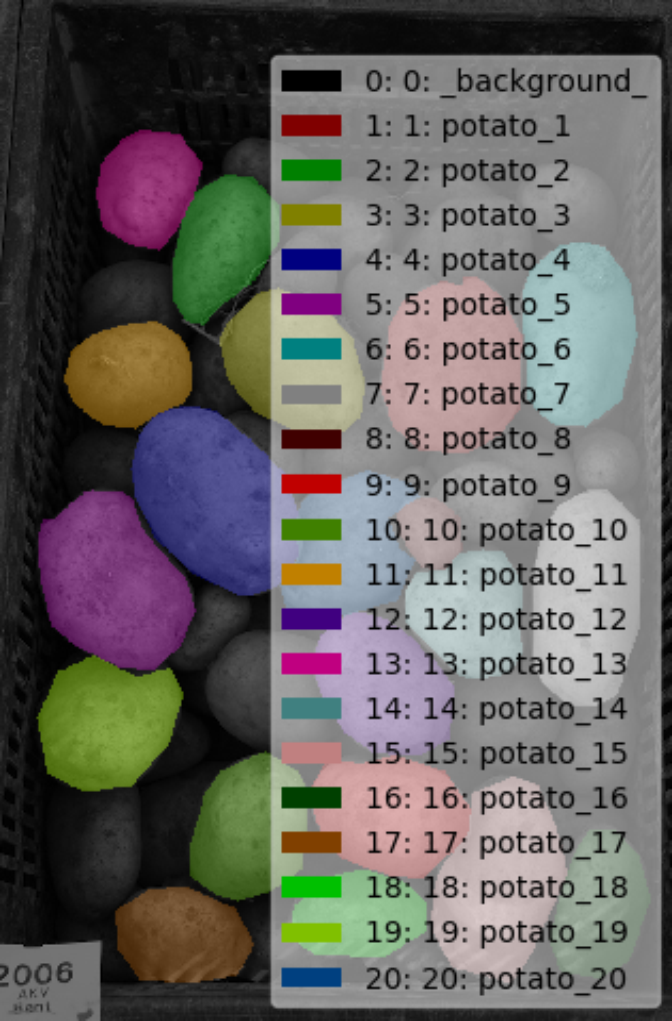 0: 0: _background_
1: 1: potato_1
2: 2: potato_2
3: 3: potato_3
4: 4: potato_4
5: 5: potato_5
6: 6: potato_6
7: 7: potato_7
8: 8: potato_8
9: 9: potato_9
10: 10: potato_10
11: 11: potato_11
12: 12: potato_12
13: 13: potato_13
14: 14: potato_14
15: 15: potato_15
16: 16: potato_16
17: 17: potato_17
18: 18: potato_18
19: 19: potato_19
20: 20: potato_20
2006
AKV